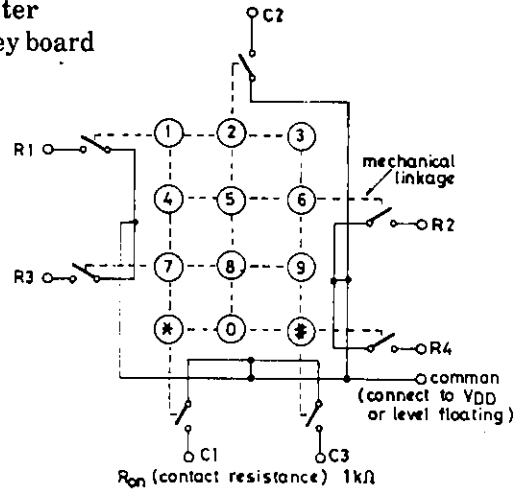 ter
ey board
C2
1 2 3
R1
mechanical
linkage
4 5 6
R2
R3
7 8 9
* 0 #
R4
common
(connect to VDD
or level floating)
C1 C3
Ron (contact resistance) 1kΩ